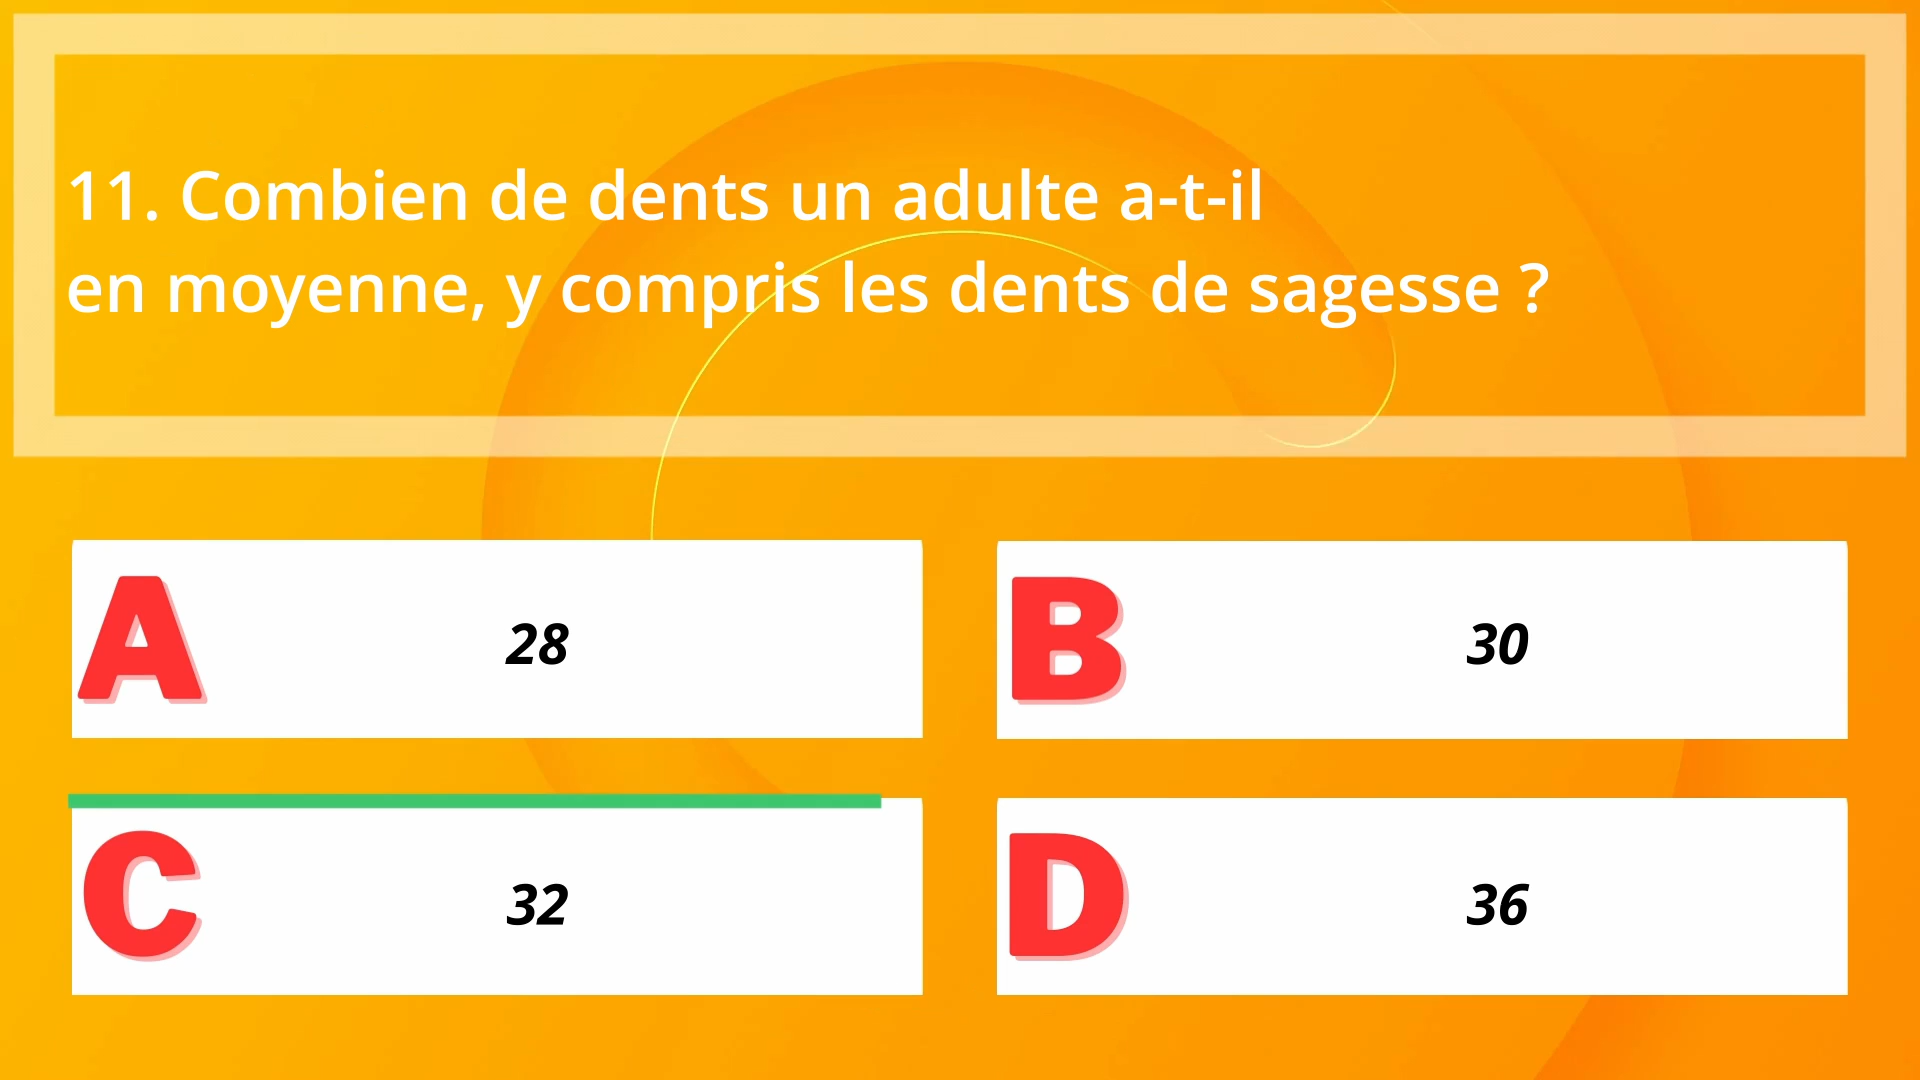 11. Combien de dents un adulte a-t-il
en moyenne, y compris les dents de sagesse ?
A 28
B 30
C 32
D 36